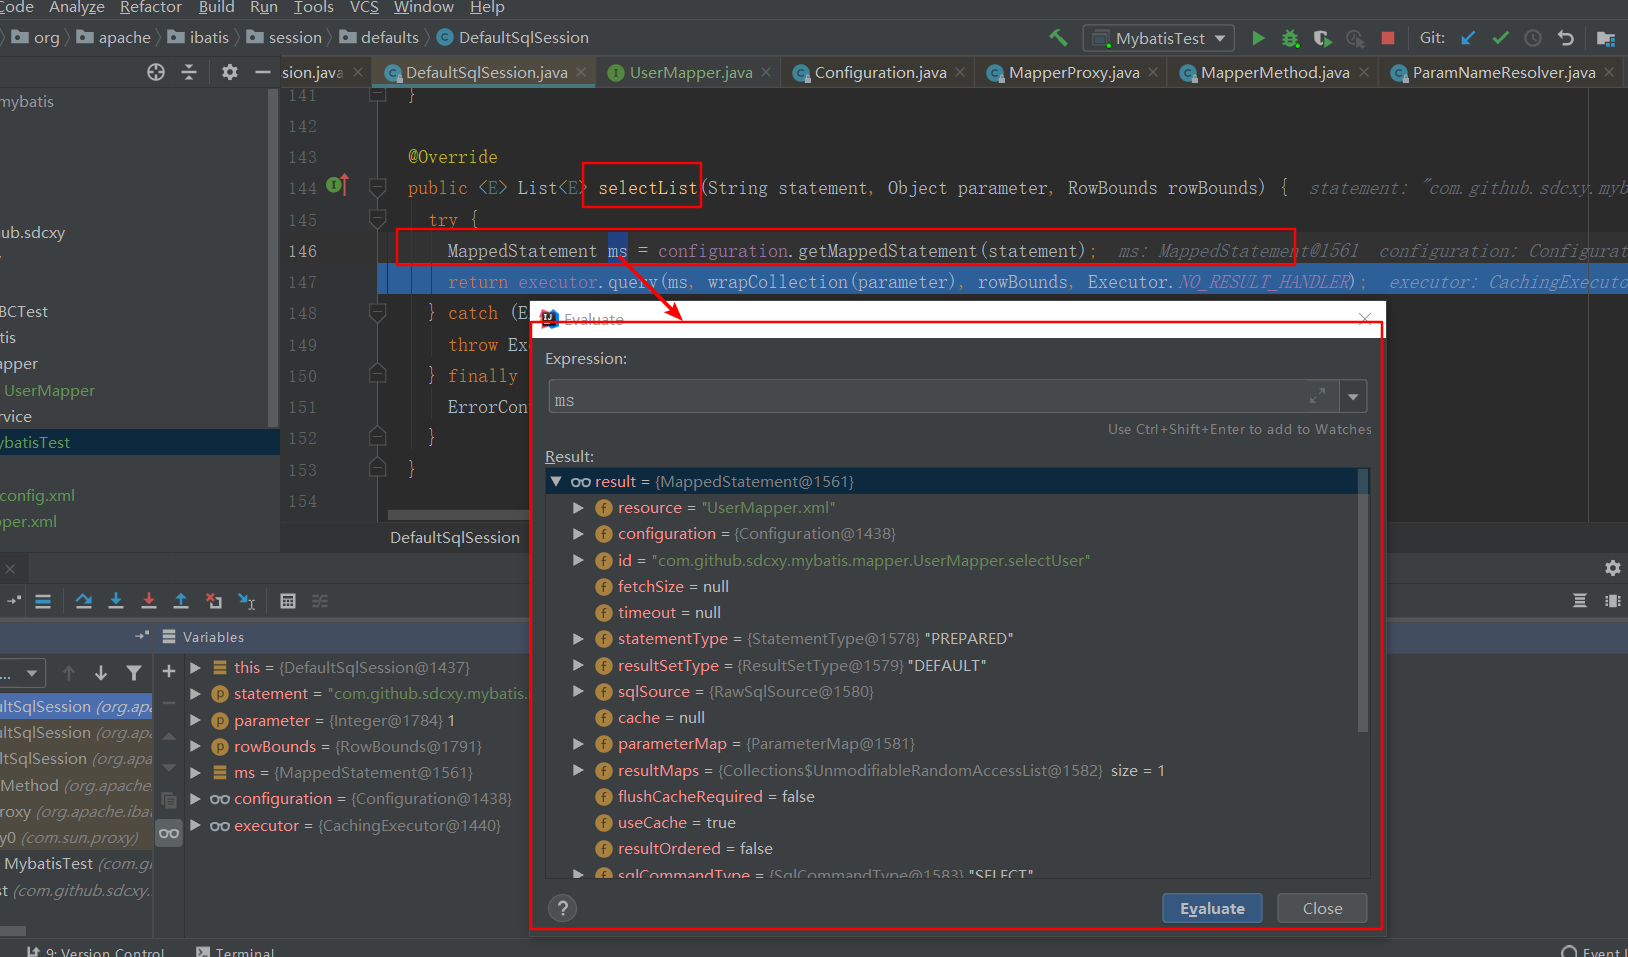 Code Analyze Refactor Build Run Tools VCS Window Help
org apache ibatis session defaults DefaultSqlSession MybatisTest Git:
sion.java DefaultSqlSession.java UserMapper.java Configuration.java MapperProxy.java MapperMethod.java ParamNameResolver.java
mybatis
ub.sdcxy
BCTest
tis
apper
UserMapper
rvice
ybatisTest
config.xml
pper.xml
141 }
142
143 @Override
144 public <E> List<E> selectList(String statement, Object parameter, RowBounds rowBounds) { statement: "com.github.sdcxy.myb
145 try {
146 MappedStatement ms = configuration.getMappedStatement(statement); ms: MappedStatement@1561 configuration: Configurat
147 return executor.query(ms, wrapCollection(parameter), rowBounds, Executor.NO_RESULT_HANDLER); executor: CachingExecuto
148 } catch (E
149 throw Ex
150 } finally
151 ErrorCon
152 }
153 }
154
DefaultSqlSession
Evaluate
Expression:
ms
Use Ctrl+Shift+Enter to add to Watches
Result:
result = {MappedStatement@1561}
resource = "UserMapper.xml"
configuration = {Configuration@1438}
id = "com.github.sdcxy.mybatis.mapper.UserMapper.selectUser"
fetchSize = null
timeout = null
statementType = {StatementType@1578} "PREPARED"
resultSetType = {ResultSetType@1579} "DEFAULT"
sqlSource = {RawSqlSource@1580}
cache = null
parameterMap = {ParameterMap@1581}
resultMaps = {Collections$UnmodifiableRandomAccessList@1582} size = 1
flushCacheRequired = false
useCache = true
resultOrdered = false
sqlCommandType = {SqlCommandType@1583} "SELECT"
? Evaluate Close
Variables
this = {DefaultSqlSession@1437}
statement = "com.github.sdcxy.mybatis.
parameter = {Integer@1784} 1
rowBounds = {RowBounds@1791}
ms = {MappedStatement@1561}
configuration = {Configuration@1438}
executor = {CachingExecutor@1440}
...
ultSqlSession (org.apa
ultSqlSession (org.apa
ltSqlSession (org.apa
Method (org.apache.
roxy (org.apache.ibat
y0 (com.sun.proxy)
MybatisTest (com.gi
st (com.github.sdcxy.
9: Version Control Terminal Event